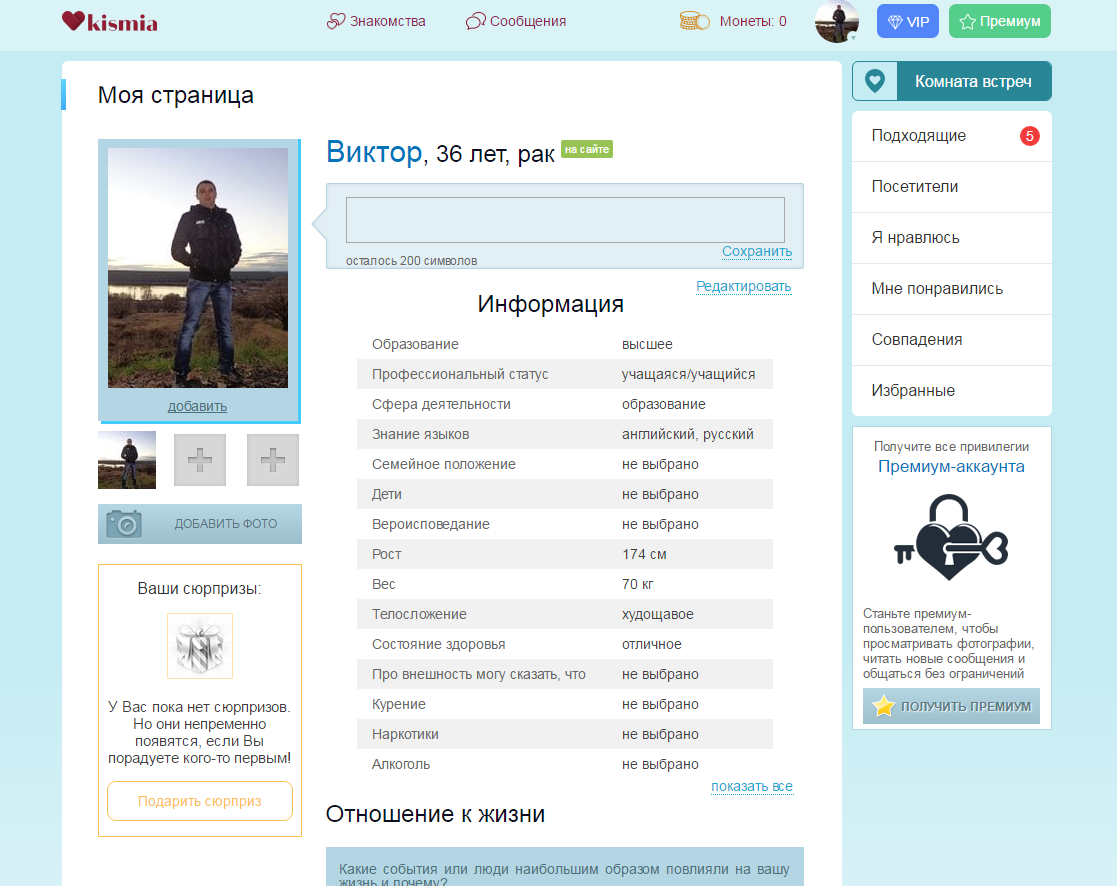 kismia
Знакомства
Сообщения
Монеты: 0
VIP
Премиум
Моя страница
добавить
ДОБАВИТЬ ФОТО
Ваши сюрпризы:
У Вас пока нет сюрпризов.
Но они непременно
появятся, если Вы
порадуете кого-то первым!
Подарить сюрприз
Виктор, 36 лет, рак на сайте
осталось 200 символов
Сохранить
Редактировать
Информация
Образование высшее
Профессиональный статус учащаяся/учащийся
Сфера деятельности образование
Знание языков английский, русский
Семейное положение не выбрано
Дети не выбрано
Вероисповедание не выбрано
Рост 174 см
Вес 70 кг
Телосложение худощавое
Состояние здоровья отличное
Про внешность могу сказать, что не выбрано
Курение не выбрано
Наркотики не выбрано
Алкоголь не выбрано
показать все
Отношение к жизни
Какие события или люди наибольшим образом повлияли на вашу
жизнь и почему?
Комната встреч
Подходящие 5
Посетители
Я нравлюсь
Мне понравились
Совпадения
Избранные
Получите все привилегии
Премиум-аккаунта
Станьте премиум-
пользователем, чтобы
просматривать фотографии,
читать новые сообщения и
общаться без ограничений
ПОЛУЧИТЬ ПРЕМИУМ